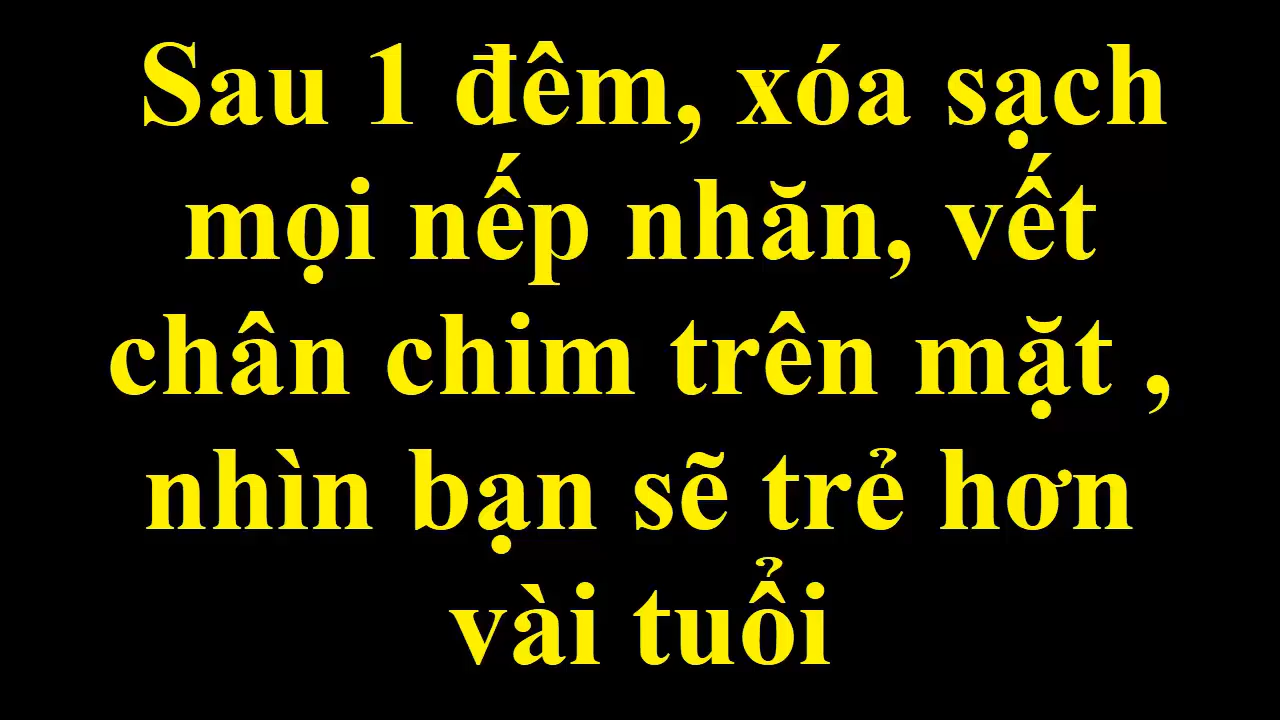 Sau 1 đêm, xóa sạch
mọi nếp nhăn, vết
chân chim trên mặt ,
nhìn bạn sẽ trẻ hơn
vài tuổi